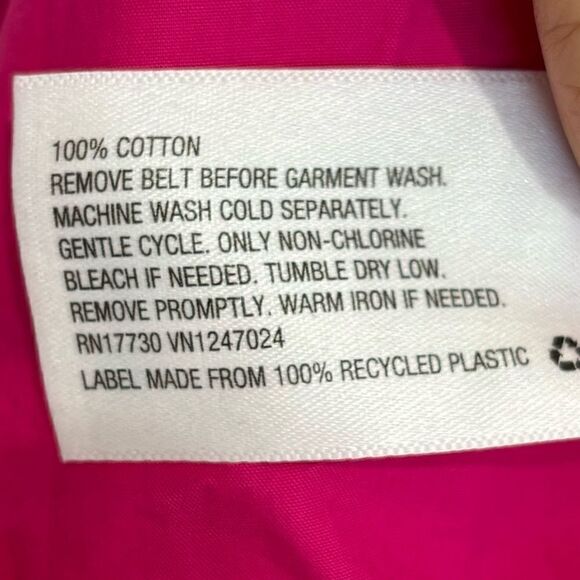 100% COTTON
REMOVE BELT BEFORE GARMENT WASH.
MACHINE WASH COLD SEPARATELY.
GENTLE CYCLE. ONLY NON-CHLORINE
BLEACH IF NEEDED. TUMBLE DRY LOW.
REMOVE PROMPTLY. WARM IRON IF NEEDED.
RN17730 VN1247024
LABEL MADE FROM 100% RECYCLED PLASTIC